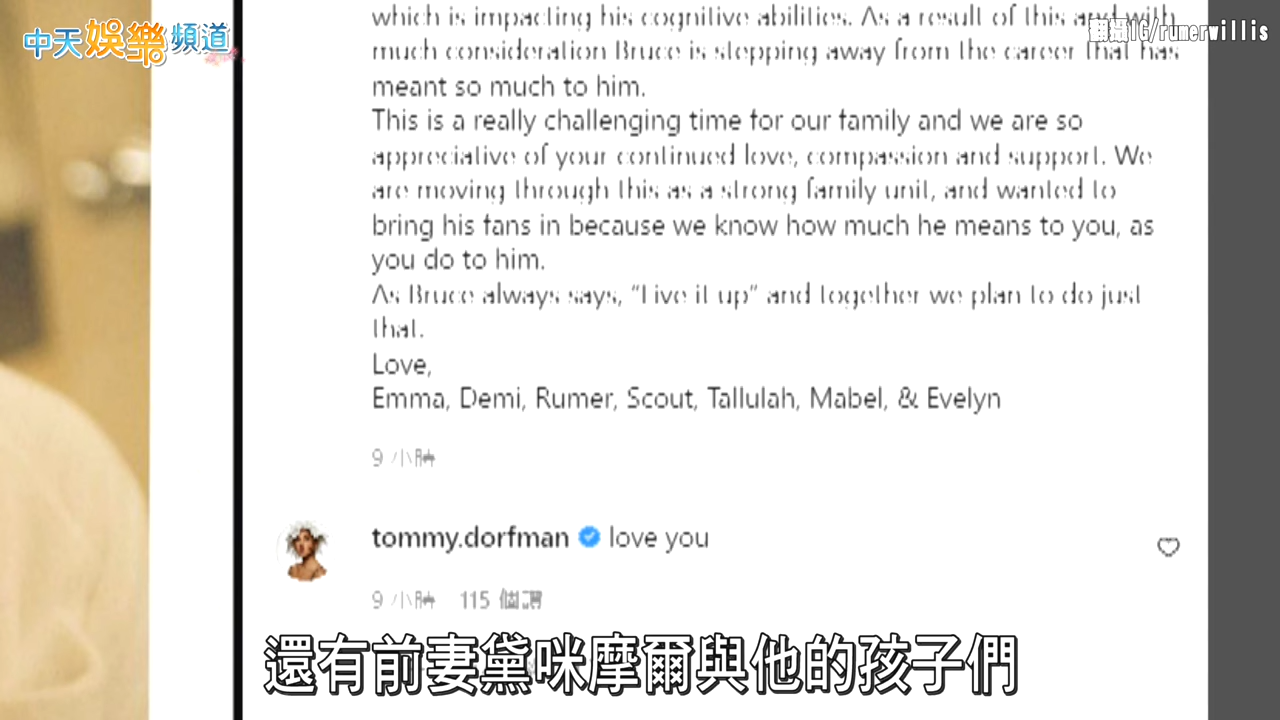 中天娛樂頻道
翻攝IG/rumerwillis
which is impacting his cognitive abilities. As a result of this and with
much consideration Bruce is stepping away from the career that has
meant so much to him.
This is a really challenging time for our family and we are so
appreciative of your continued love, compassion and support. We
are moving through this as a strong family unit, and wanted to
bring his fans in because we know how much he means to you, as
you do to him.
As Bruce always says, “Live it up” and together we plan to do just
that.
Love,
Emma, Demi, Rumer, Scout, Tallulah, Mabel, & Evelyn
9 小時
tommy.dorfman love you
9 小時 115 個讚
還有前妻黛咪摩爾與他的孩子們